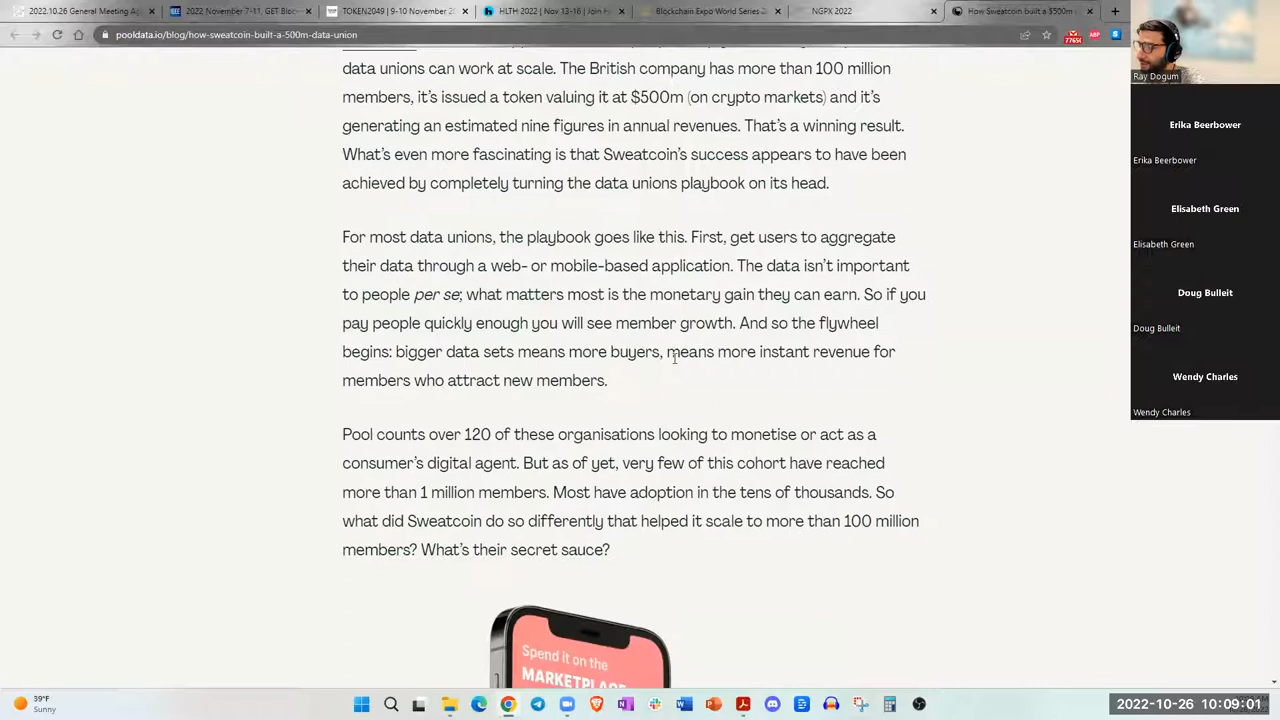 2022.10.26 General Meeting Ag
2022 November 7-11, GET Bloc
TOKEN2049 | 9-10 November 20
HLTH 2022 | Nov 13-16 | Join H
Blockchain Expo World Series
NGPX 2022
How Sweatcoin built a $500m
pooldata.io/blog/how-sweatcoin-built-a-500m-data-union
data unions can work at scale. The British company has more than 100 million
members, it's issued a token valuing it at $500m (on crypto markets) and it's
generating an estimated nine figures in annual revenues. That's a winning result.
What's even more fascinating is that Sweatcoin's success appears to have been
achieved by completely turning the data unions playbook on its head.
For most data unions, the playbook goes like this. First, get users to aggregate
their data through a web- or mobile-based application. The data isn't important
to people per se; what matters most is the monetary gain they can earn. So if you
pay people quickly enough you will see member growth. And so the flywheel
begins: bigger data sets means more buyers, means more instant revenue for
members who attract new members.
Pool counts over 120 of these organisations looking to monetise or act as a
consumer's digital agent. But as of yet, very few of this cohort have reached
more than 1 million members. Most have adoption in the tens of thousands. So
what did Sweatcoin do so differently that helped it scale to more than 100 million
members? What's their secret sauce?
Spend it on the
MARKETPLACE
Ray Dogum
Erika Beerbower
Erika Beerbower
Elisabeth Green
Elisabeth Green
Doug Bulleit
Doug Bulleit
Wendy Charles
Wendy Charles
39°F
Sunny
2022-10-26 10:09:01